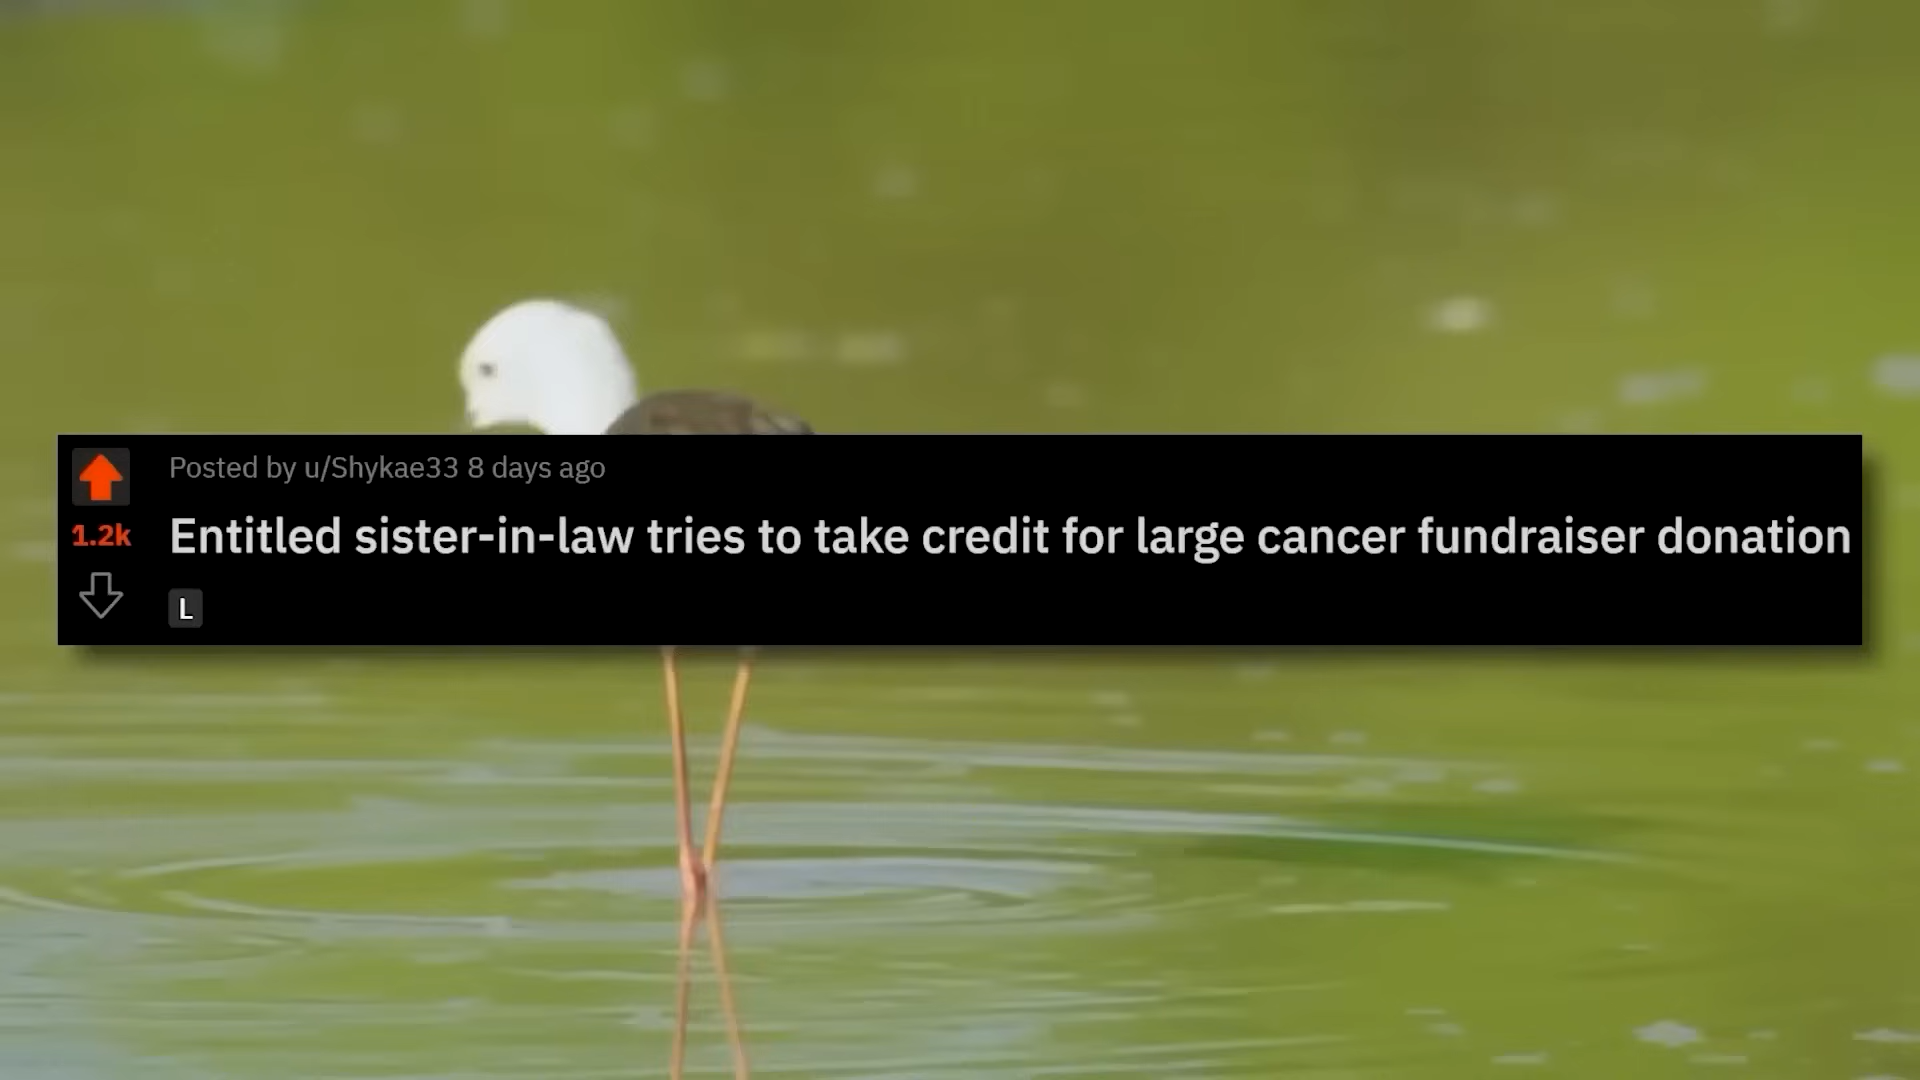 Posted by u/Shykae33 8 days ago
1.2k
Entitled sister-in-law tries to take credit for large cancer fundraiser donation
L